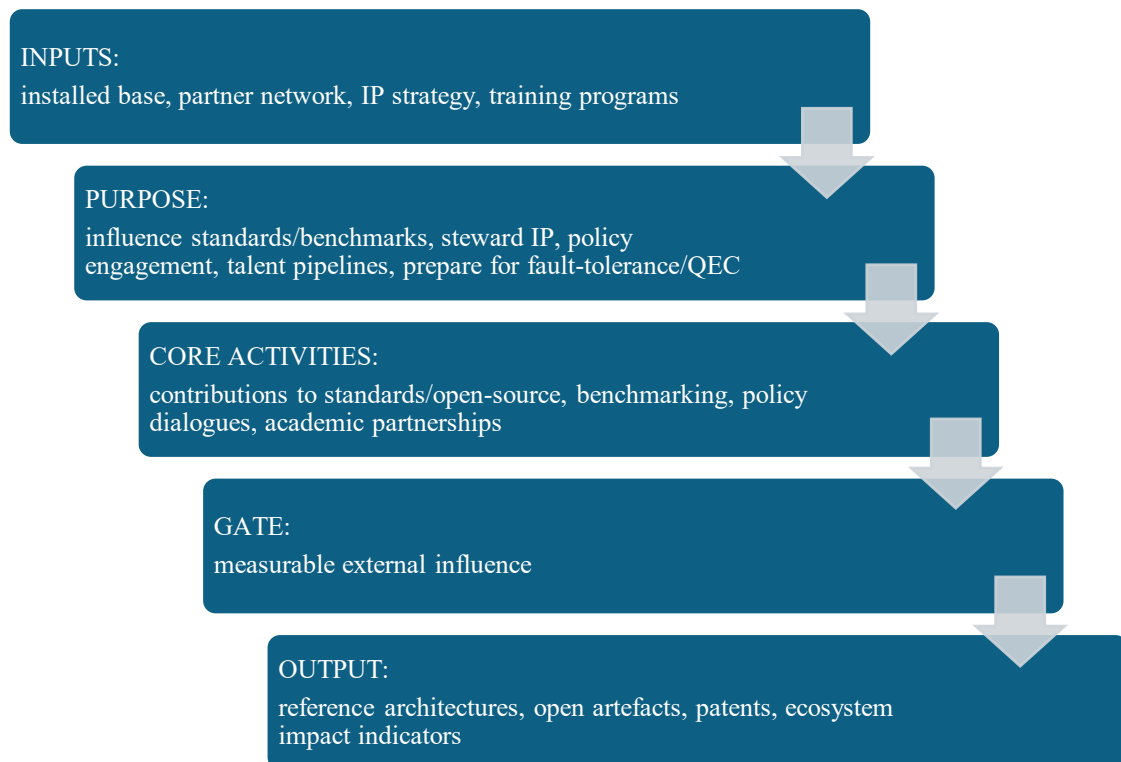 INPUTS:
installed base, partner network, IP strategy, training programs
PURPOSE:
influence standards/benchmarks, steward IP, policy
engagement, talent pipelines, prepare for fault-tolerance/QEC
CORE ACTIVITIES:
contributions to standards/open-source, benchmarking, policy
dialogues, academic partnerships
GATE:
measurable external influence
OUTPUT:
reference architectures, open artefacts, patents, ecosystem
impact indicators